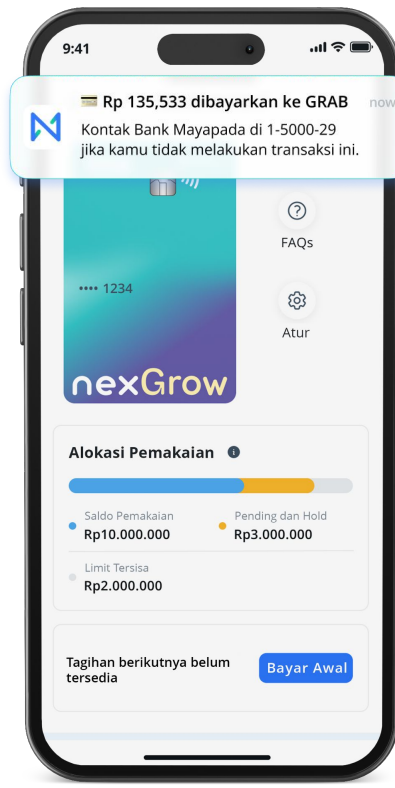 9:41
Rp 135,533 dibayarkan ke GRAB now
Kontak Bank Mayapada di 1-5000-29
jika kamu tidak melakukan transaksi ini.
FAQs
•••• 1234
Atur
nexGrow
Alokasi Pemakaian
Saldo Pemakaian
Rp10.000.000
Pending dan Hold
Rp3.000.000
Limit Tersisa
Rp2.000.000
Tagihan berikutnya belum
tersedia
Bayar Awal